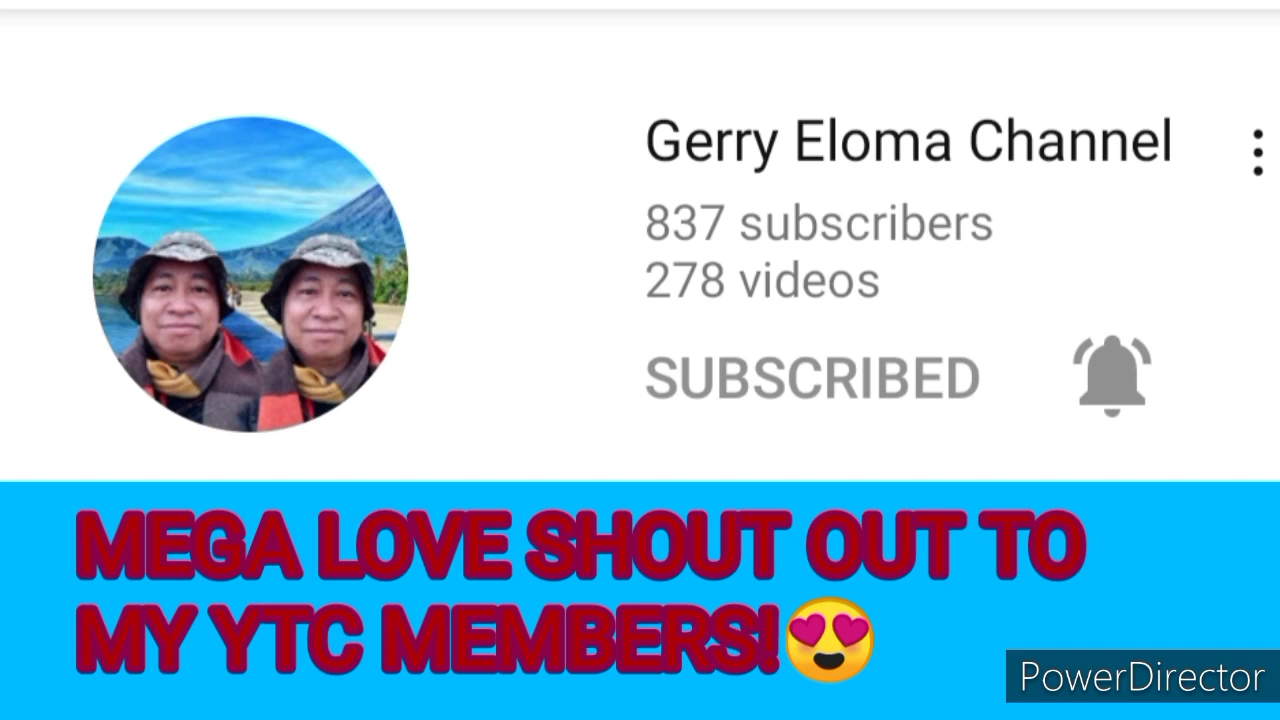 Gerry Eloma Channel
837 subscribers
278 videos
SUBSCRIBED
MEGA LOVE SHOUT OUT TO
MY YTC MEMBERS!😍
PowerDirector